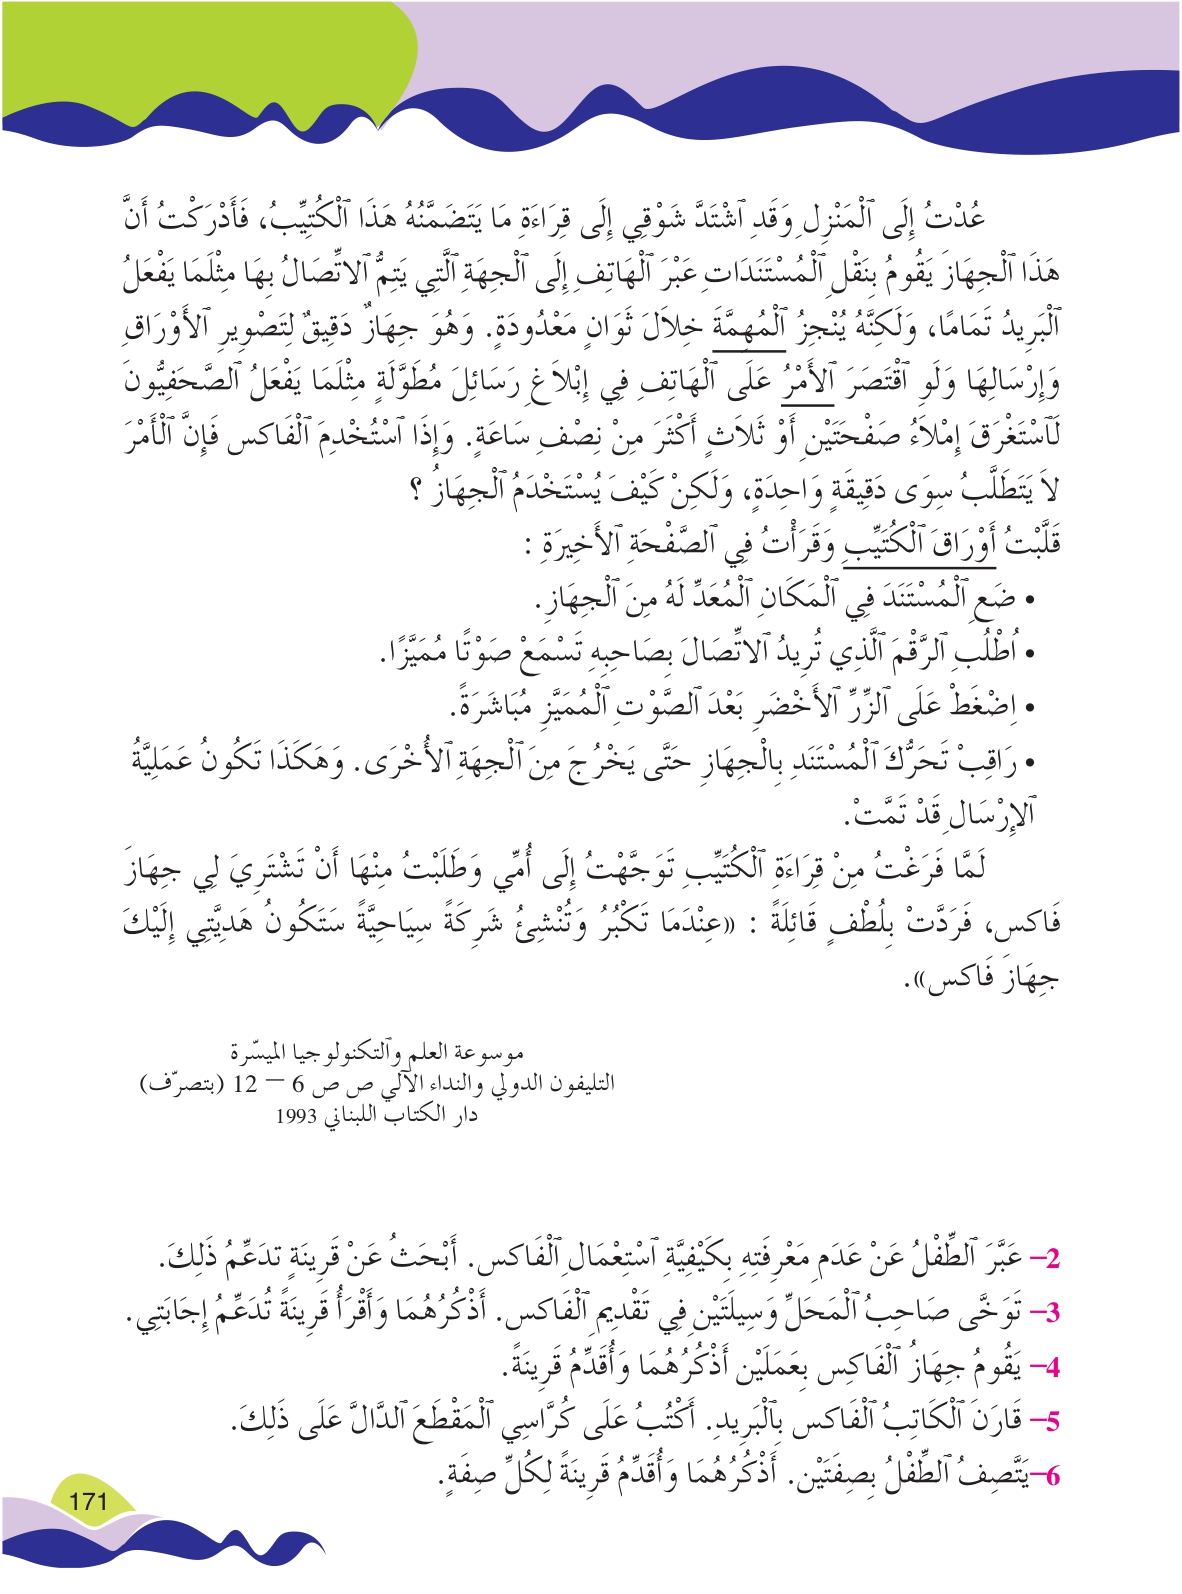 عُدْتُ إِلَى ٱلْمَنْزِلِ وَقَدِ ٱشْتَدَّ شَوْقِي إِلَى قِرَاءَةِ مَا يَتَضَمَّنُهُ هَذَا ٱلْكُتَيِّبُ، فَأَدْرَكْتُ أَنَّ
هَذَا ٱلْجِهَازَ يَقُومُ بِنَقْلِ ٱلْمُسْتَنَدَاتِ عَبْرَ ٱلْهَاتِفِ إِلَى ٱلْجِهَةِ ٱلَّتِي يَتِمُّ ٱلاتِّصَالُ بِهَا مِثْلَمَا يَفْعَلُ
ٱلْبَرِيدُ تَمَامًا، وَلَكِنَّهُ يُنْجِزُ ٱلْمُهِمَّةَ خِلاَلَ ثَوَانٍ مَعْدُودَةٍ. وَهُوَ جِهَازٌ دَقِيقٌ لِتَصْوِيرِ ٱلأَوْرَاقِ
وَإِرْسَالِهَا وَلَوِ ٱقْتَصَرَ ٱلأَمْرُ عَلَى ٱلْهَاتِفِ فِي إِبْلاَغِ رَسَائِلَ مُطَوَّلَةٍ مِثْلَمَا يَفْعَلُ ٱلصَّحَفِيُّونَ
لَٱسْتَغْرَقَ إِمْلاَءُ صَفْحَتَيْنِ أَوْ ثَلاَثٍ أَكْثَرَ مِنْ نِصْفِ سَاعَةٍ. وَإِذَا ٱسْتُخْدِمَ ٱلْفَاكس فَإِنَّ ٱلْأَمْرَ
لاَ يَتَطَلَّبُ سِوَى دَقِيقَةٍ وَاحِدَةٍ، وَلَكِنْ كَيْفَ يُسْتَخْدَمُ ٱلْجِهَازُ ؟
قَلَّبْتُ أَوْرَاقَ ٱلْكُتَيِّبِ وَقَرَأْتُ فِي ٱلصَّفْحَةِ ٱلأَخِيرَةِ :
• ضَعِ ٱلْمُسْتَنَدَ فِي ٱلْمَكَانِ ٱلْمُعَدِّ لَهُ مِنَ ٱلْجِهَازِ.
• اُطْلُبِ ٱلرَّقْمَ ٱلَّذِي تُرِيدُ ٱلاتِّصَالَ بِصَاحِبِهِ تَسْمَعْ صَوْتًا مُمَيَّزًا.
• اِضْغَطْ عَلَى ٱلزِّرِّ ٱلأَخْضَرِ بَعْدَ ٱلصَّوْتِ ٱلْمُمَيَّزِ مُبَاشَرَةً.
• رَاقِبْ تَحَرُّكَ ٱلْمُسْتَنَدِ بِالْجِهَازِ حَتَّى يَخْرُجَ مِنَ ٱلْجِهَةِ ٱلأُخْرَى. وَهَكَذَا تَكُونُ عَمَلِيَّةُ
ٱلإِرْسَالِ قَدْ تَمَّتْ.
لَمَّا فَرَغْتُ مِنْ قِرَاءَةِ ٱلْكُتَيِّبِ تَوَجَّهْتُ إِلَى أُمِّي وَطَلَبْتُ مِنْهَا أَنْ تَشْتَرِيَ لِي جِهَازَ
فَاكس، فَرَدَّتْ بِلُطْفٍ قَائِلَةً : «عِنْدَمَا تَكْبُرُ وَتُنْشِئُ شَرِكَةً سِيَاحِيَّةً سَتَكُونُ هَدِيَّتِي إِلَيْكَ
جِهَازَ فَاكس».
موسوعة العلم وٱلتكنولوجيا الميسّرة
التليفون الدولي والنداء الآلي ص ص 6 – 12 (بتصرّف)
دار الكتاب اللبناني 1993
2– عَبَّرَ ٱلطِّفْلُ عَنْ عَدَمِ مَعْرِفَتِهِ بِكَيْفِيَّةِ ٱسْتِعْمَالِ ٱلْفَاكس. أَبْحَثُ عَنْ قَرِينَةٍ تدَعِّمُ ذَلِكَ.
3– تَوَخَّى صَاحِبُ ٱلْمَحَلِّ وَسِيلَتَيْنِ فِي تَقْدِيمِ ٱلْفَاكس. أَذْكُرُهُمَا وَأَقْرَأُ قَرِينَةً تُدَعِّمُ إِجَابَتِي.
4– يَقُومُ جِهَازُ ٱلْفَاكِس بِعَمَلَيْن أَذْكُرُهُمَا وَأُقَدِّمُ قَرِينَةً.
5– قَارَنَ ٱلْكَاتِبُ ٱلْفَاكس بِٱلْبَرِيدِ. أَكْتُبُ عَلَى كُرَّاسِي ٱلْمَقْطَعَ ٱلدَّالَّ عَلَى ذَلِكَ.
6–يَتَّصِفُ ٱلطِّفْلُ بِصِفَتَيْن. أَذْكُرُهُمَا وَأُقَدِّمُ قَرِينَةً لِكُلِّ صِفَةٍ.
171